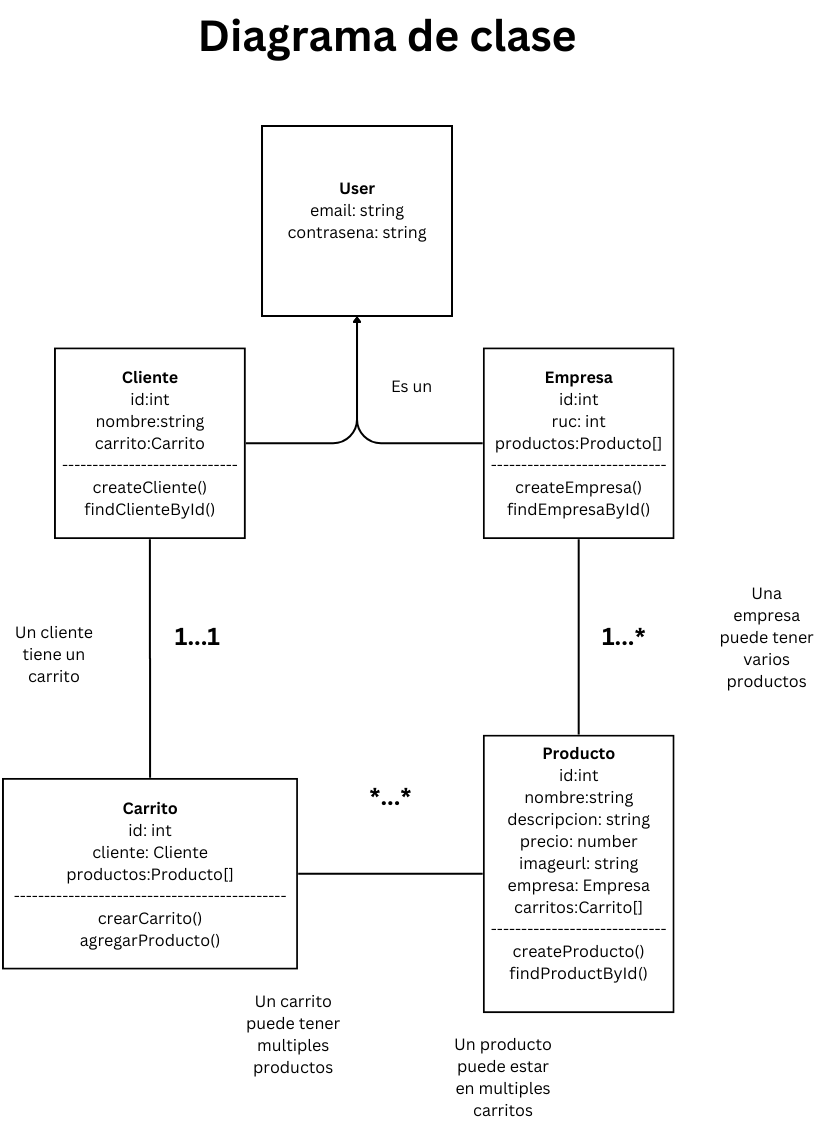 Diagrama de clase
User
email: string
contrasena: string
Cliente
id:int
nombre:string
carrito:Carrito
-----------------------------
createCliente()
findClienteById()
Es un
Empresa
id:int
ruc: int
productos:Producto[]
-----------------------------
createEmpresa()
findEmpresaById()
Un cliente
tiene un
carrito
1...1
1...*
Una
empresa
puede tener
varios
productos
Carrito
id: int
cliente: Cliente
productos:Producto[]
---------------------------------------------
crearCarrito()
agregarProducto()
*...*
Producto
id:int
nombre:string
descripcion: string
precio: number
imageurl: string
empresa: Empresa
carritos:Carrito[]
-----------------------------
createProducto()
findProductById()
Un carrito
puede tener
multiples
productos
Un producto
puede estar
en multiples
carritos